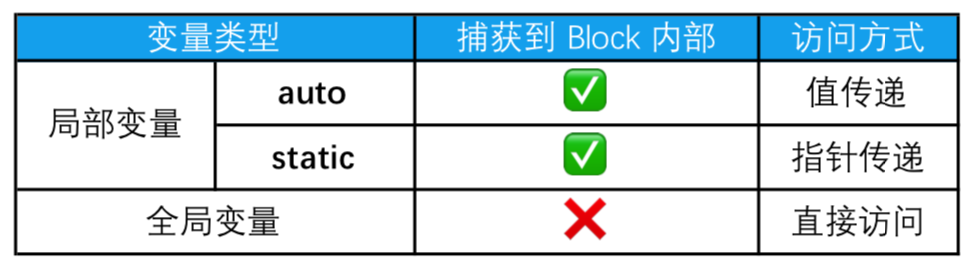 变量类型 捕获到 Block 内部 访问方式
局部变量 auto ✅ 值传递
static ✅ 指针传递
全局变量 ❌ 直接访问